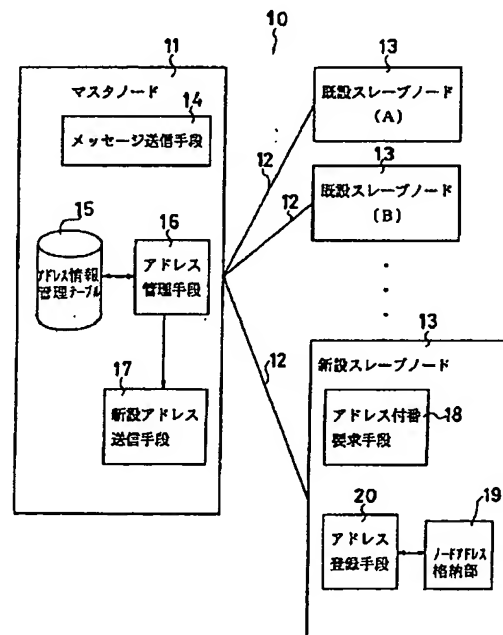 10
11
マスタノード
14
メッセージ送信手段
15
アドレス情報
管理テーブル
16
アドレス
管理手段
17
新設アドレス
送信手段
12
12
12
13
既設スレーブノード
(A)
13
既設スレーブノード
(B)
13
新設スレーブノード
アドレス付番
要求手段
18
20
アドレス
登録手段
19
ノードアドレス
格納部